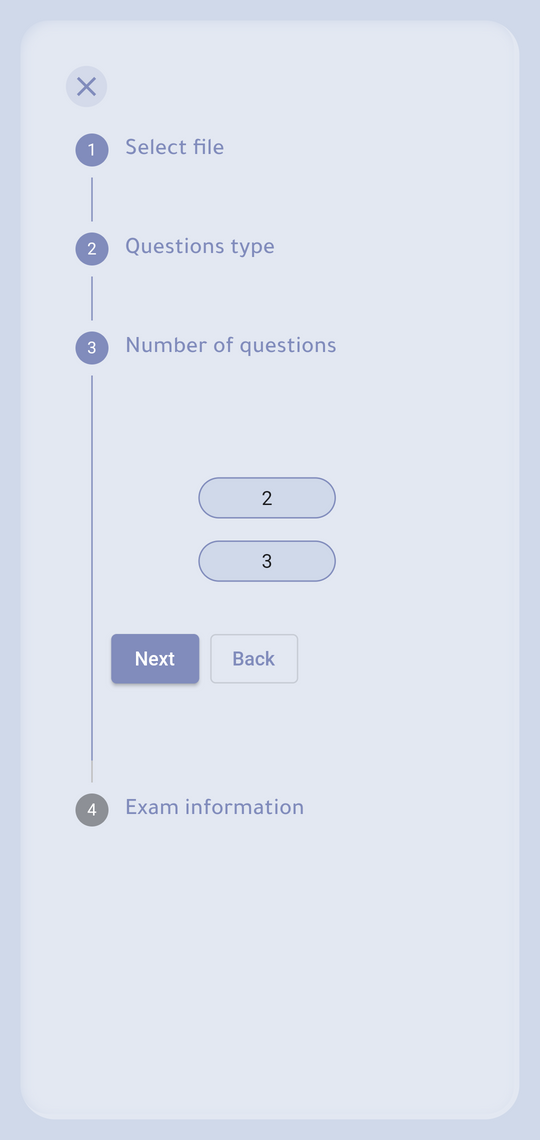 1 Select file
2 Questions type
3 Number of questions
2
3
Next Back
4 Exam information